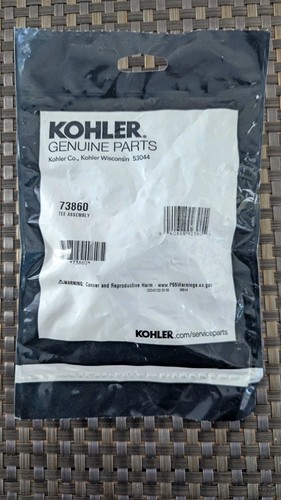 KOHLER®
GENUINE PARTS
Kohler Co., Kohler Wisconsin 53044
73860
TEE ASSEMBLY
*73860*
⚠WARNING: Cancer and Reproductive Harm - www.P65Warnings.ca.gov
KOHLER.com/serviceparts